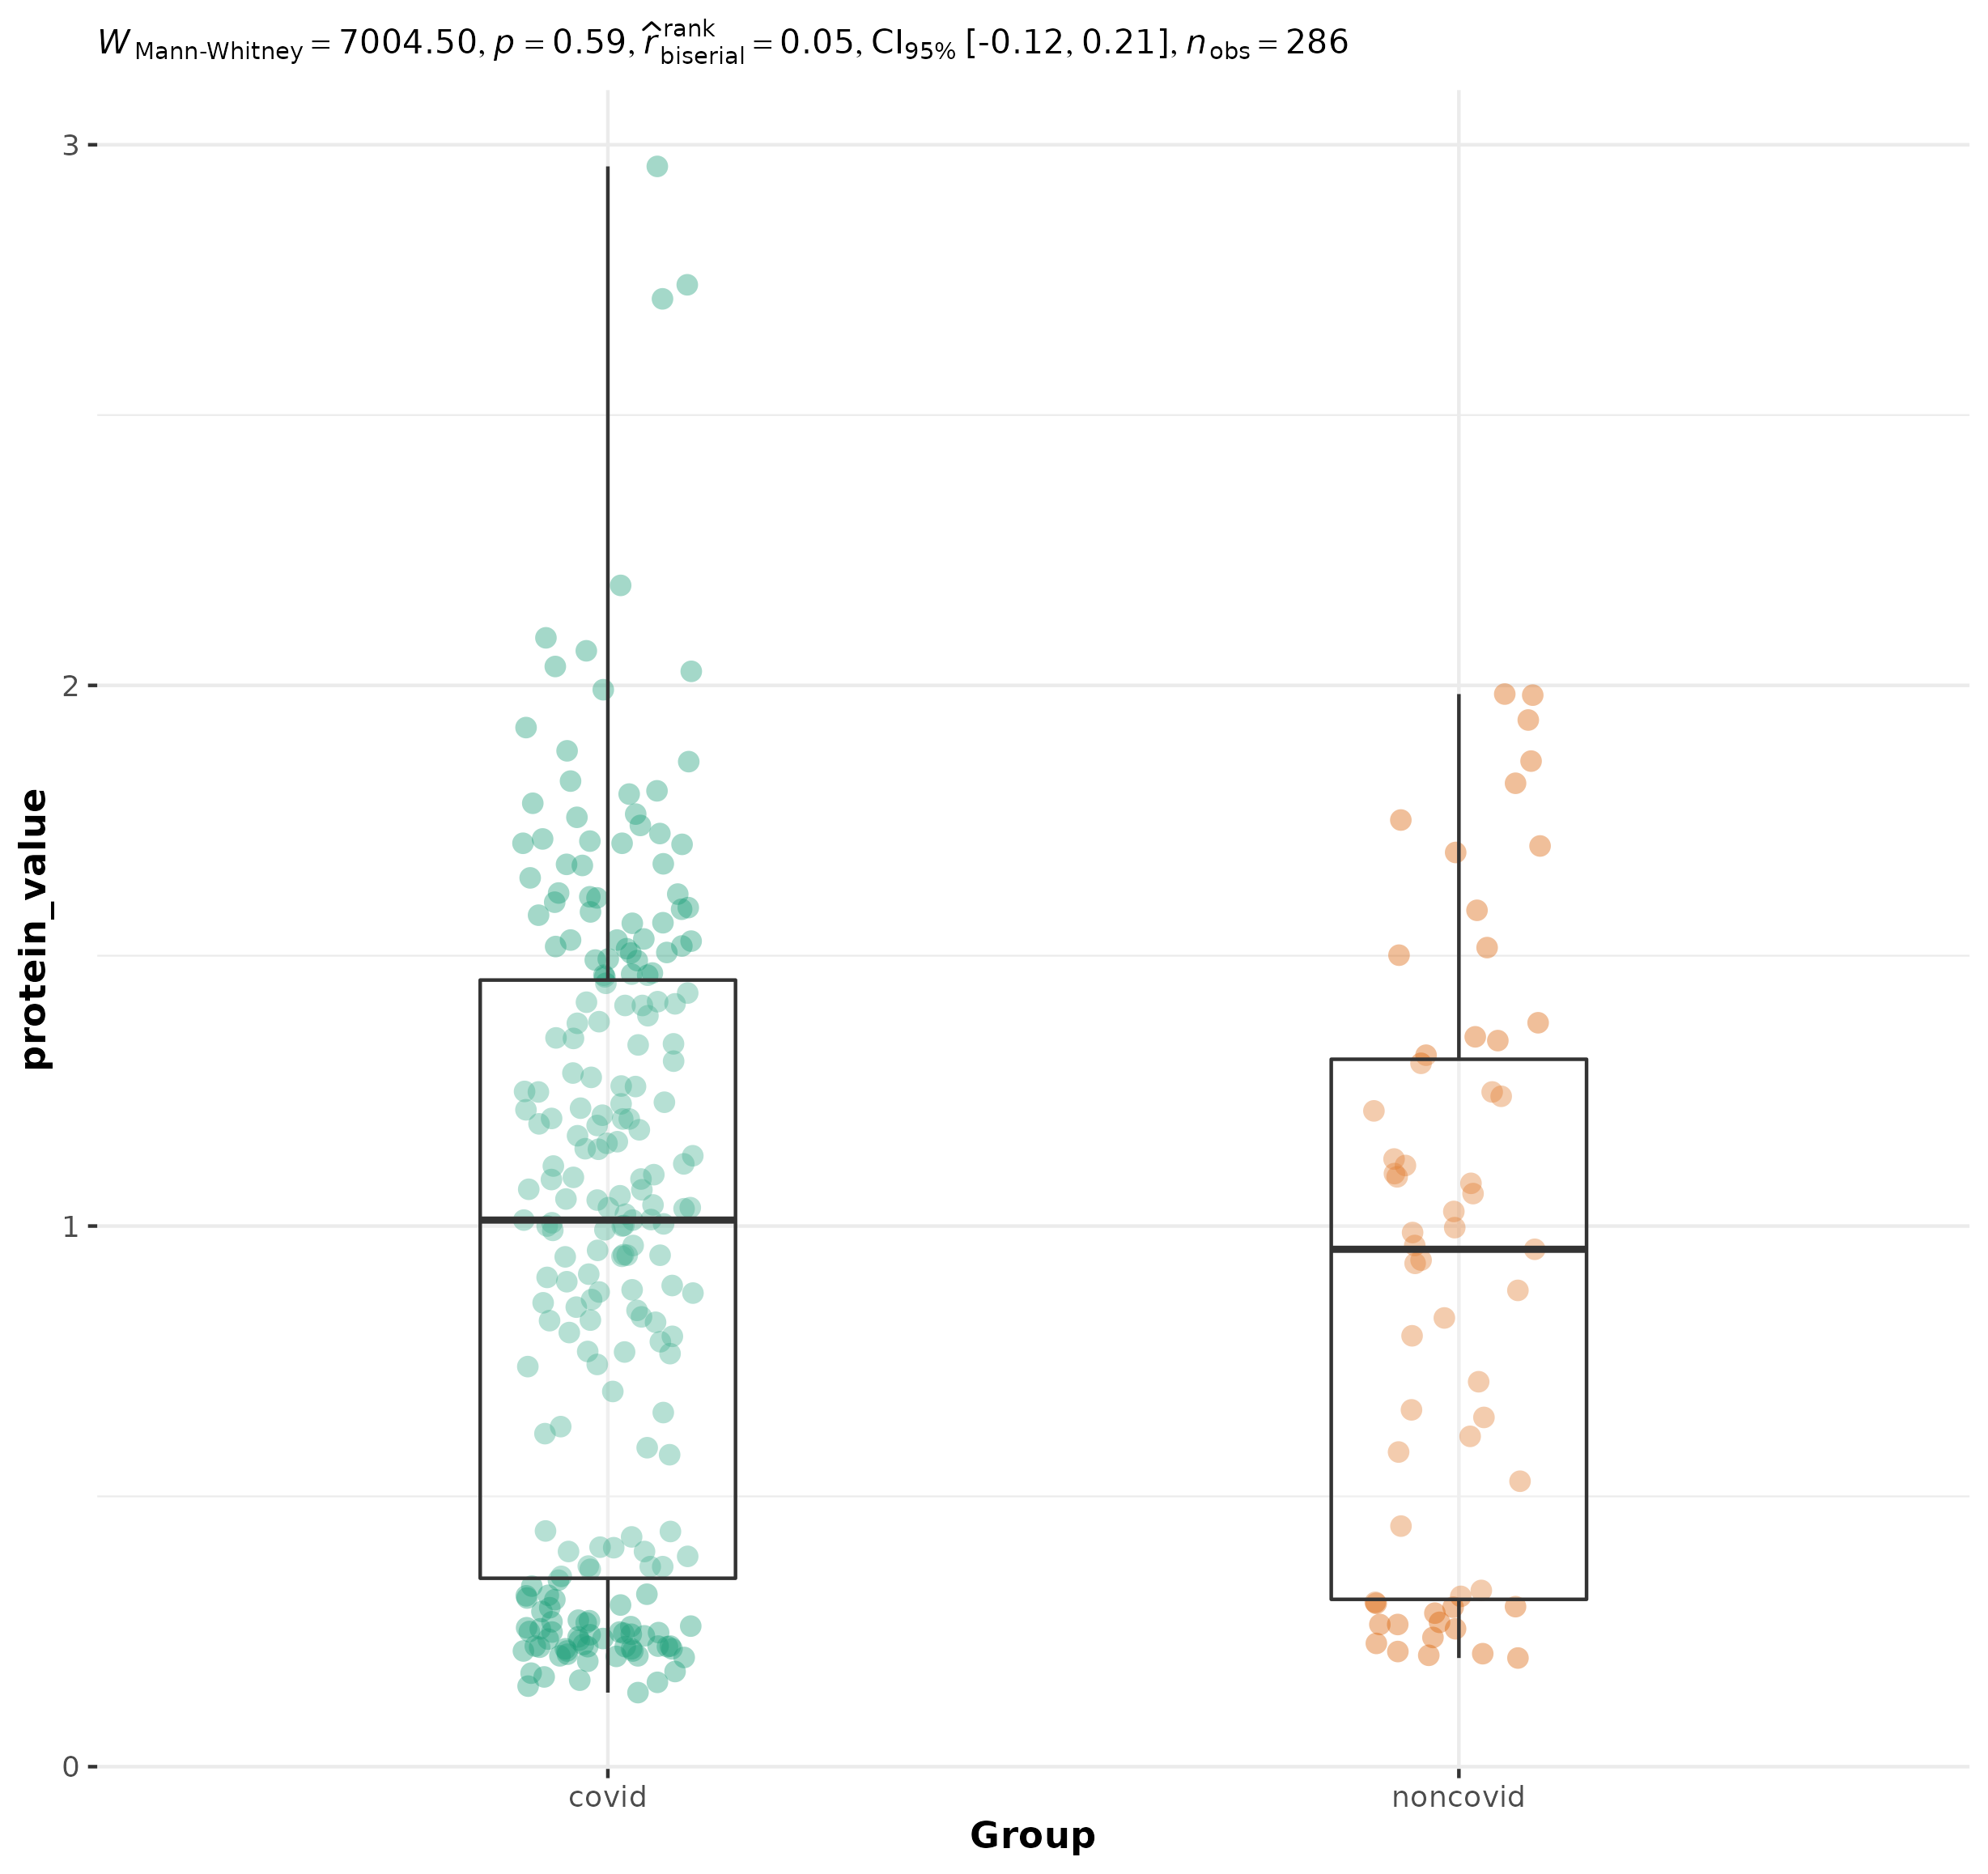 W Mann-Whitney = 7004.50, p = 0.59, r̂ rank biserial = 0.05, CI95% [-0.12, 0.21], nobs = 286
3
2
1
0
protein_value
covid noncovid
Group